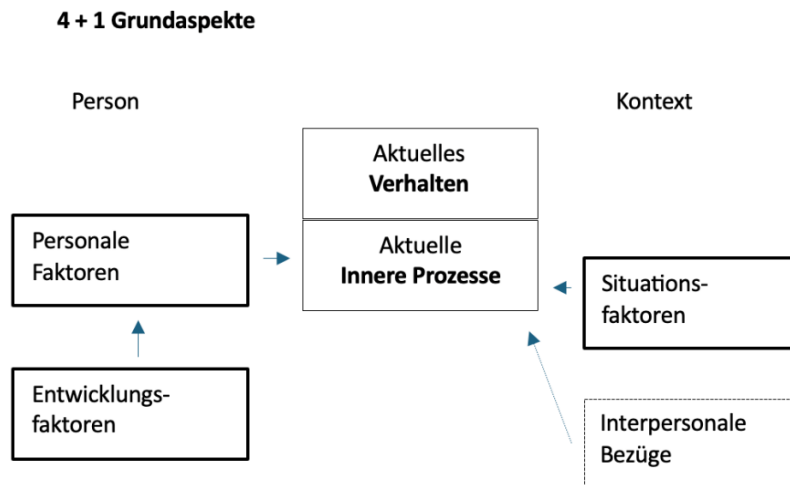 4 + 1 Grundaspekte
Person
Kontext
Aktuelles
Verhalten
Personale
Faktoren
Aktuelle
Innere Prozesse
Situations-
faktoren
Entwicklungs-
faktoren
Interpersonale
Bezüge